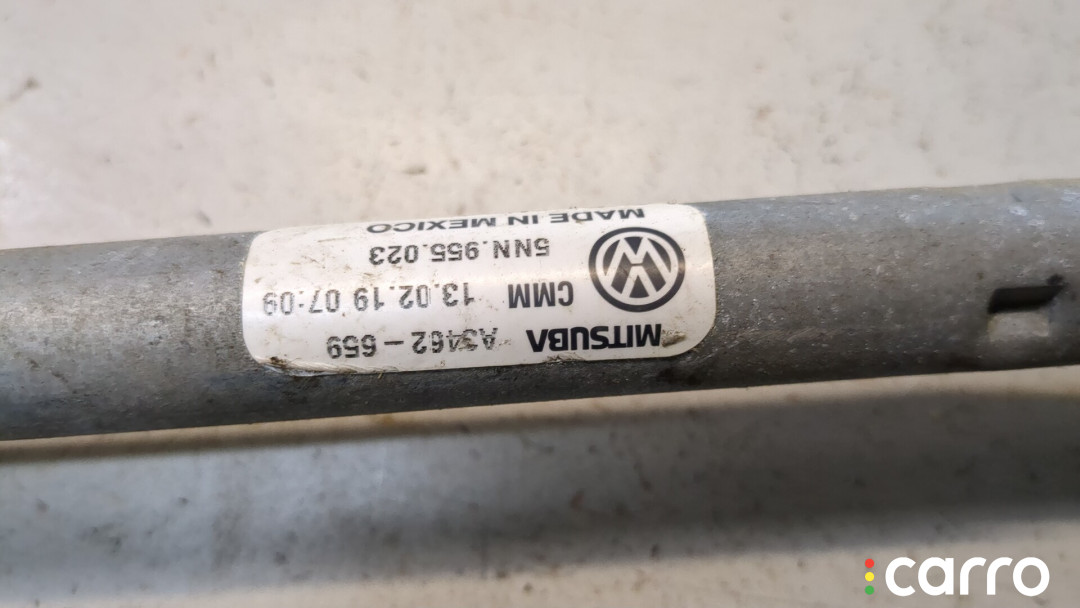 MITSUBA A3462-659
CMM 13.02.19 07:09
5NN.955.023
MADE IN MEXICO
carro